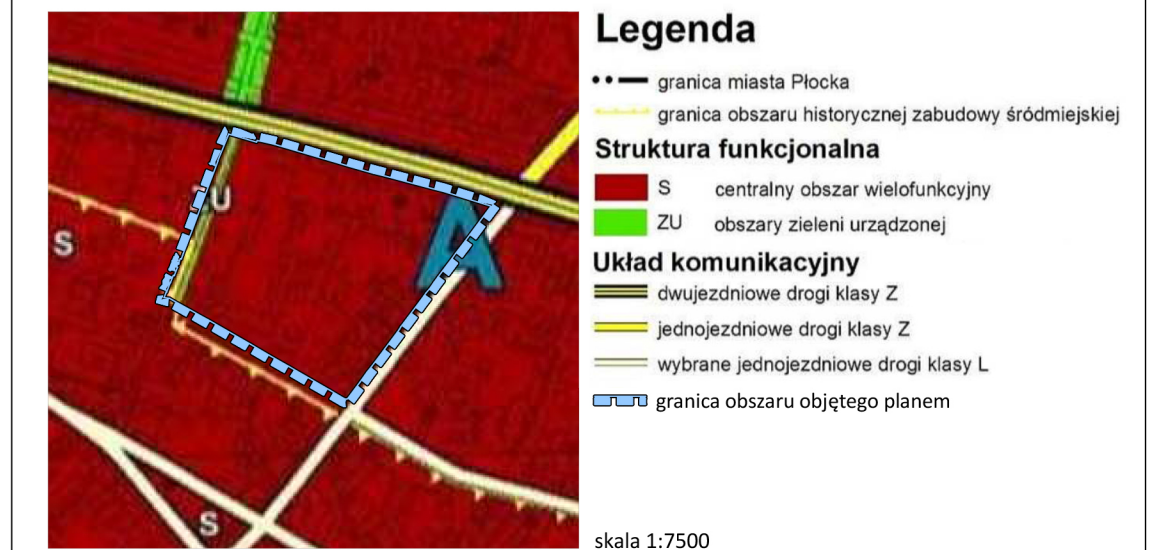 ZU
S
A
S
Legenda
granica miasta Płocka
granica obszaru historycznej zabudowy śródmiejskiej
Struktura funkcjonalna
S centralny obszar wielofunkcyjny
ZU obszary zieleni urządzonej
Układ komunikacyjny
dwujezdniowe drogi klasy Z
jednojezdniowe drogi klasy Z
wybrane jednojezdniowe drogi klasy L
granica obszaru objętego planem
skala 1:7500